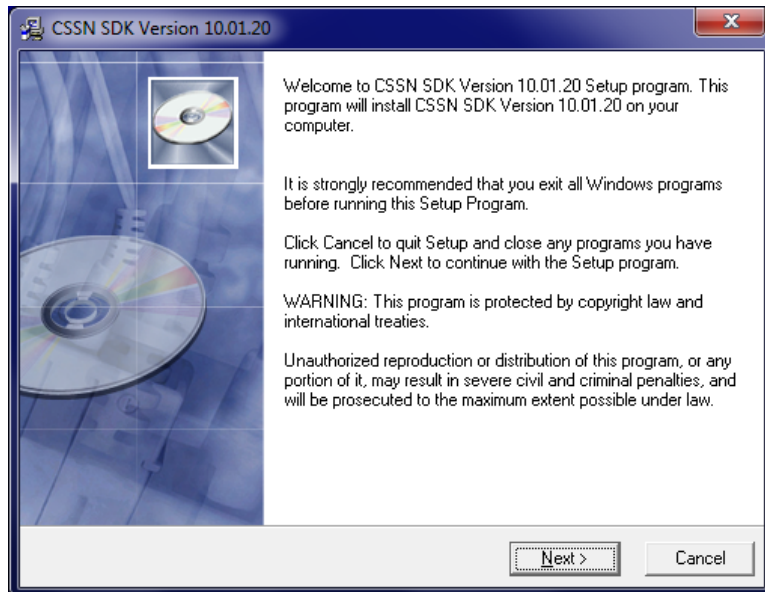 CSSN SDK Version 10.01.20
Welcome to CSSN SDK Version 10.01.20 Setup program. This
program will install CSSN SDK Version 10.01.20 on your
computer.
It is strongly recommended that you exit all Windows programs
before running this Setup Program.
Click Cancel to quit Setup and close any programs you have
running. Click Next to continue with the Setup program.
WARNING: This program is protected by copyright law and
international treaties.
Unauthorized reproduction or distribution of this program, or any
portion of it, may result in severe civil and criminal penalties, and
will be prosecuted to the maximum extent possible under law.
Next >
Cancel